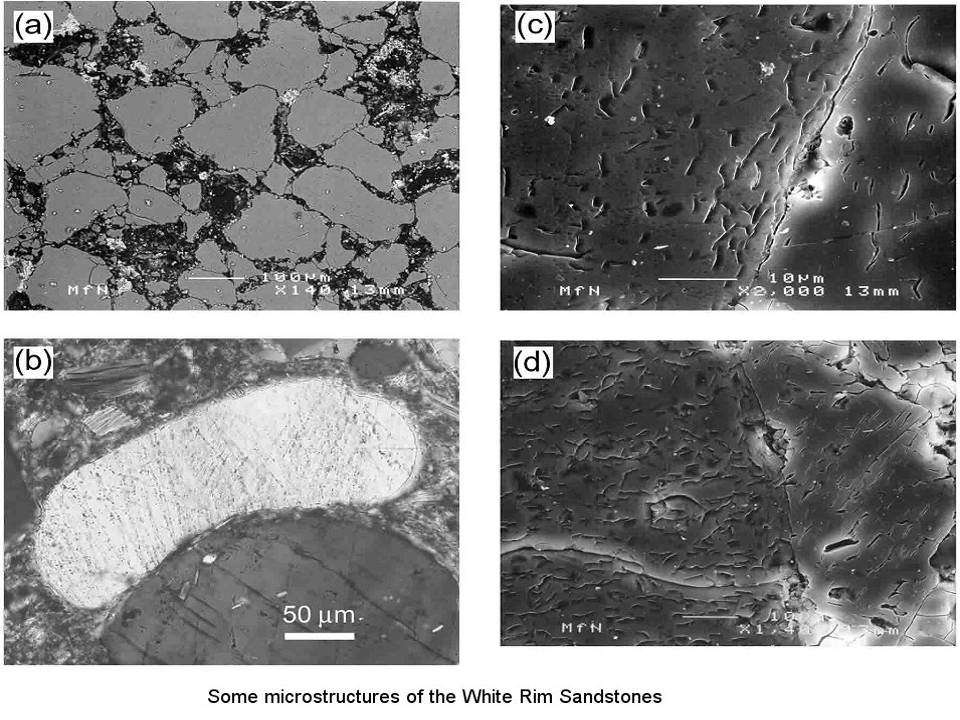 (a)
100µm
MfN X140 13mm
(b)
50 µm
(c)
10µm
MfN X2,000 13mm
(d)
MfN
Some microstructures of the White Rim Sandstones